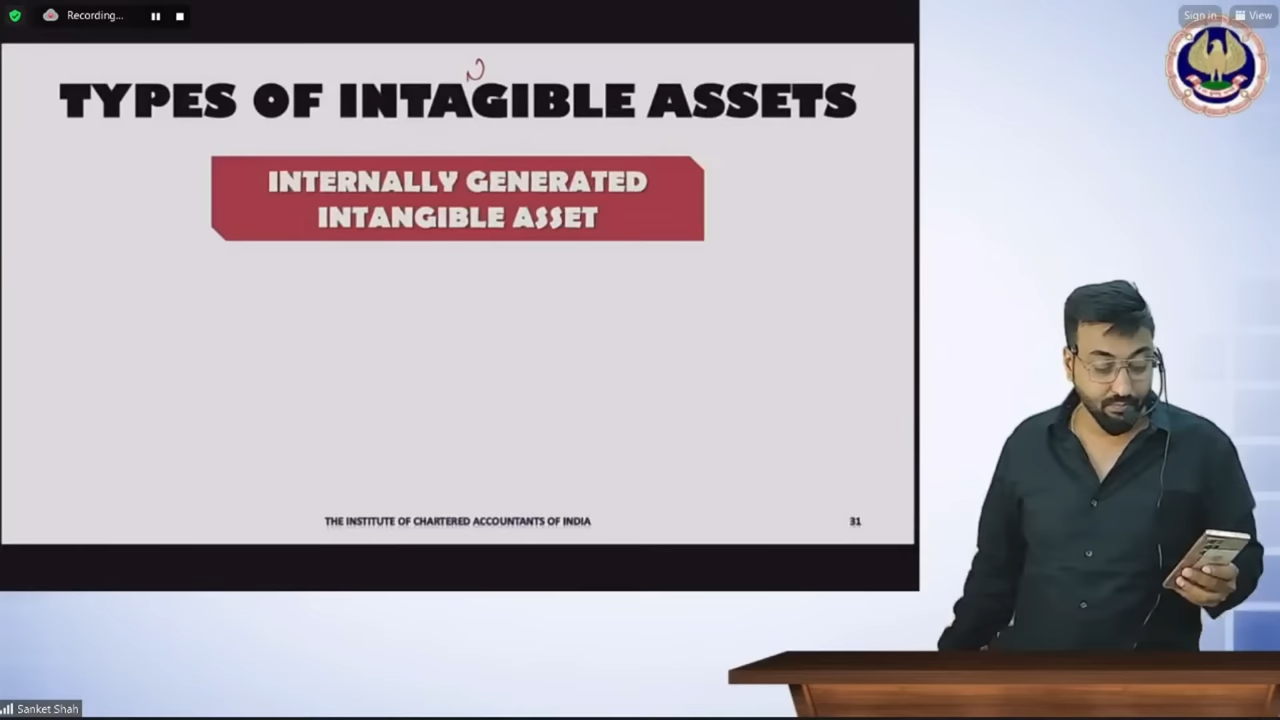 Recording...
Sign in
View
N
TYPES OF INTAGIBLE ASSETS
INTERNALLY GENERATED
INTANGIBLE ASSET
THE INSTITUTE OF CHARTERED ACCOUNTANTS OF INDIA
31
Sanket Shah